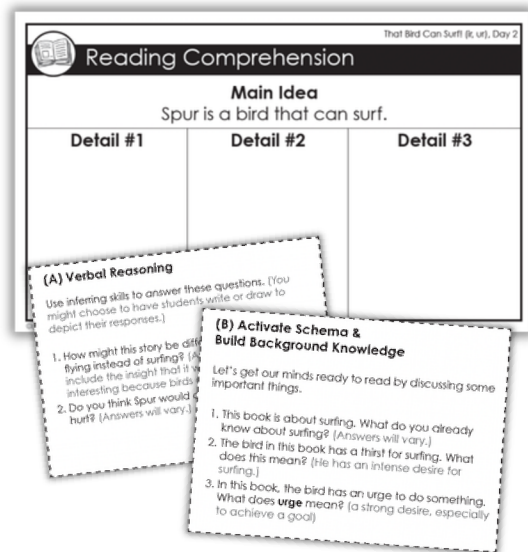 That Bird Can Surf! (ir, ur), Day 2
Reading Comprehension
Main Idea
Spur is a bird that can surf.
Detail #1
Detail #2
Detail #3
(A) Verbal Reasoning
Use inferring skills to answer these questions. (You
might choose to have students write or draw to
depict their responses.)
1. How might this story be
flying instead of surfing?
include the insight that it
interesting because birds
2. Do you think Spur would
hurt? (Answers will vary.)
(B) Activate Schema &
Build Background Knowledge
Let's get our minds ready to read by discussing some
important things.
1. This book is about surfing. What do you already
know about surfing? (Answers will vary.)
2. The bird in this book has a thirst for surfing. What
does this mean? (He has an intense desire for
surfing.)
3. In this book, the bird has an urge to do something.
What does urge mean? (a strong desire, especially
to achieve a goal)